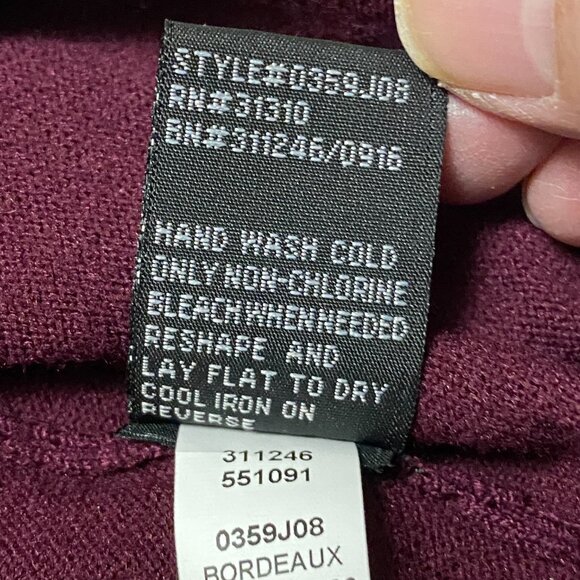 STYLE#0359J08
RN#31310
BN#311246/0916
HAND WASH COLD
ONLY NON-CHLORINE
BLEACH WHEN NEEDED
RESHAPE AND
LAY FLAT TO DRY
COOL IRON ON
REVERSE
311246
551091
0359J08
BORDEAUX